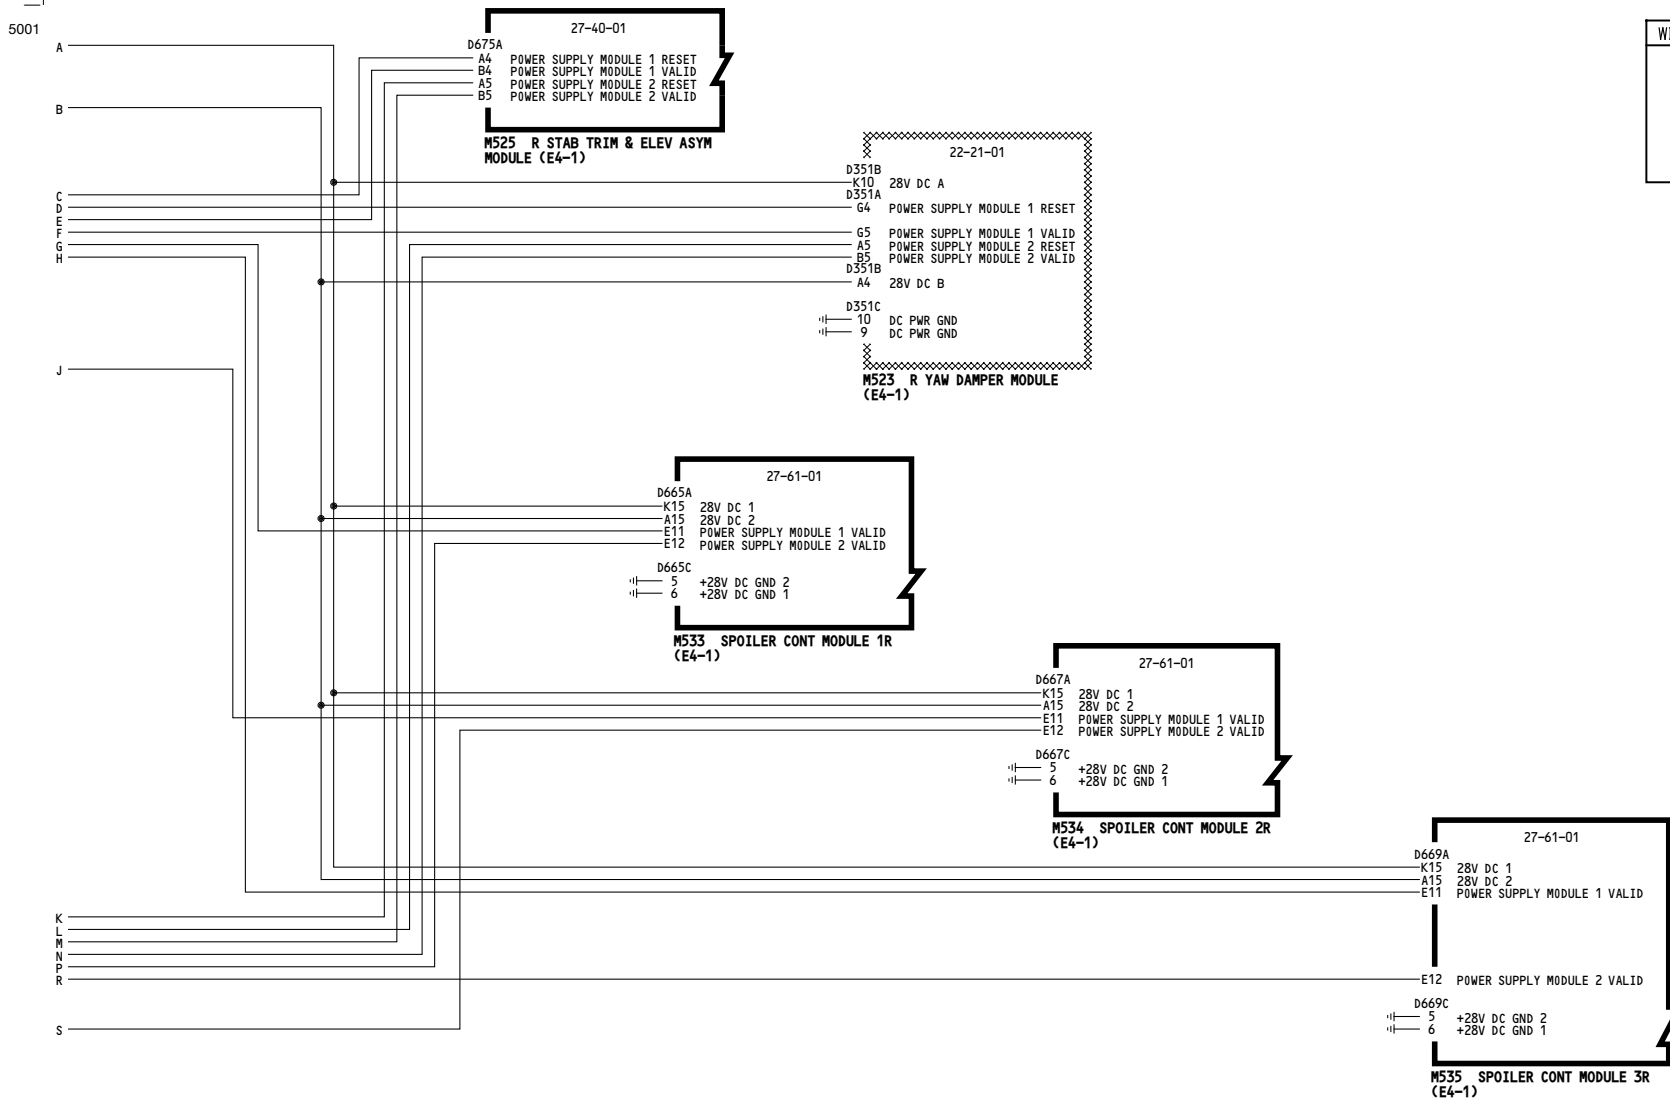 5001
WI
A
B
C
D
E
F
G
H
J
K
L
M
N
P
R
S
27-40-01
D675A
A4 POWER SUPPLY MODULE 1 RESET
B4 POWER SUPPLY MODULE 1 VALID
A5 POWER SUPPLY MODULE 2 RESET
B5 POWER SUPPLY MODULE 2 VALID
M525 R STAB TRIM & ELEV ASYM
MODULE (E4-1)
22-21-01
D351B
K10 28V DC A
D351A
G4 POWER SUPPLY MODULE 1 RESET
G5 POWER SUPPLY MODULE 1 VALID
A5 POWER SUPPLY MODULE 2 RESET
B5 POWER SUPPLY MODULE 2 VALID
D351B
A4 28V DC B
D351C
10 DC PWR GND
9 DC PWR GND
M523 R YAW DAMPER MODULE
(E4-1)
27-61-01
D665A
K15 28V DC 1
A15 28V DC 2
E11 POWER SUPPLY MODULE 1 VALID
E12 POWER SUPPLY MODULE 2 VALID
D665C
5 +28V DC GND 2
6 +28V DC GND 1
M533 SPOILER CONT MODULE 1R
(E4-1)
27-61-01
D667A
K15 28V DC 1
A15 28V DC 2
E11 POWER SUPPLY MODULE 1 VALID
E12 POWER SUPPLY MODULE 2 VALID
D667C
5 +28V DC GND 2
6 +28V DC GND 1
M534 SPOILER CONT MODULE 2R
(E4-1)
27-61-01
D669A
K15 28V DC 1
A15 28V DC 2
E11 POWER SUPPLY MODULE 1 VALID
E12 POWER SUPPLY MODULE 2 VALID
D669C
5 +28V DC GND 2
6 +28V DC GND 1
M535 SPOILER CONT MODULE 3R
(E4-1)